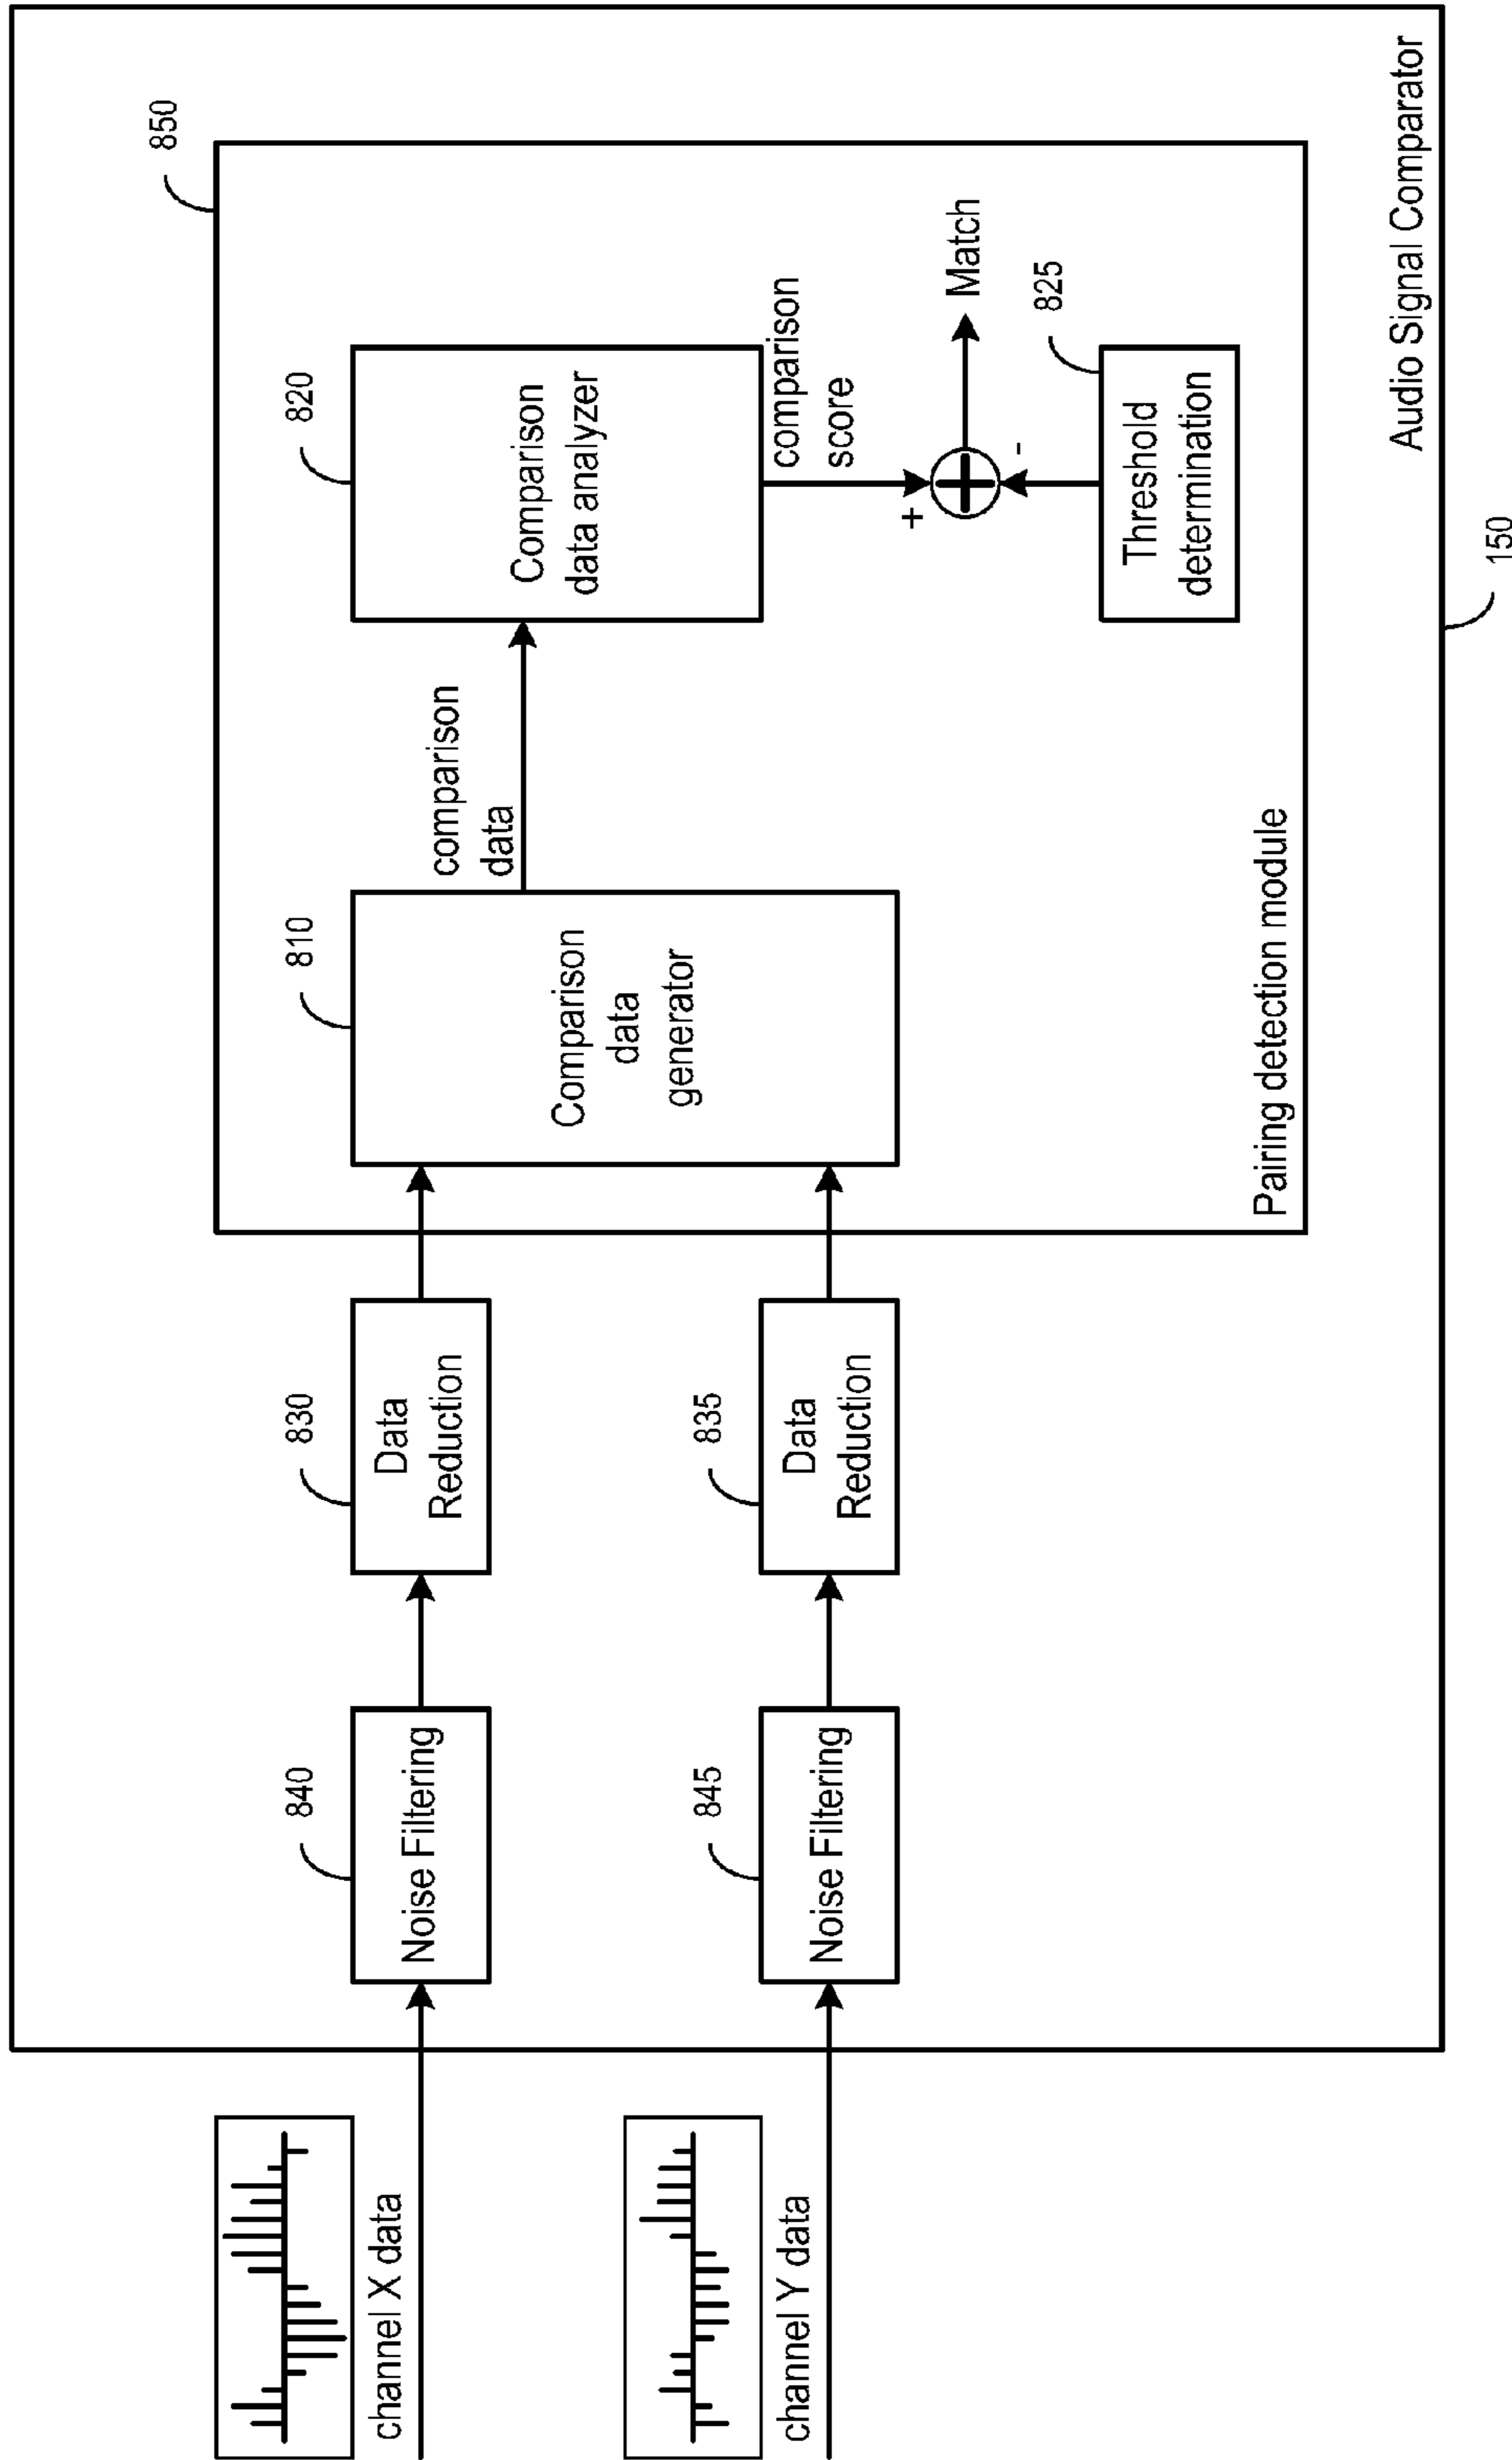 850
840
830
810
820
Noise Filtering
Data
Reduction
Comparison
data
generator
comparison
data
Comparison
data analyzer
channel X data
comparison
score
+
Match
845
835
-
825
Noise Filtering
Data
Reduction
Threshold
determination
channel Y data
Pairing detection module
Audio Signal Comparator
150